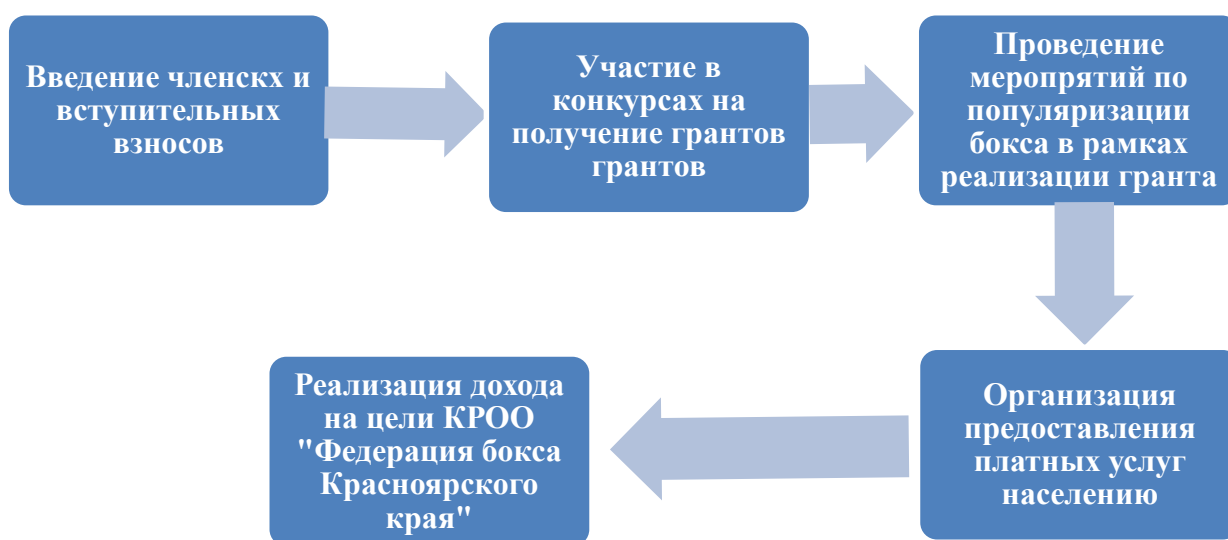 Введение членскх и
вступительных
взносов
Участие в
конкурсах на
получение грантов
грантов
Проведение
меропрятий по
популяризации
бокса в рамках
реализации гранта
Организация
предоставления
платных услуг
населению
Реализация дохода
на цели КРОО
"Федерация бокса
Красноярского
края"